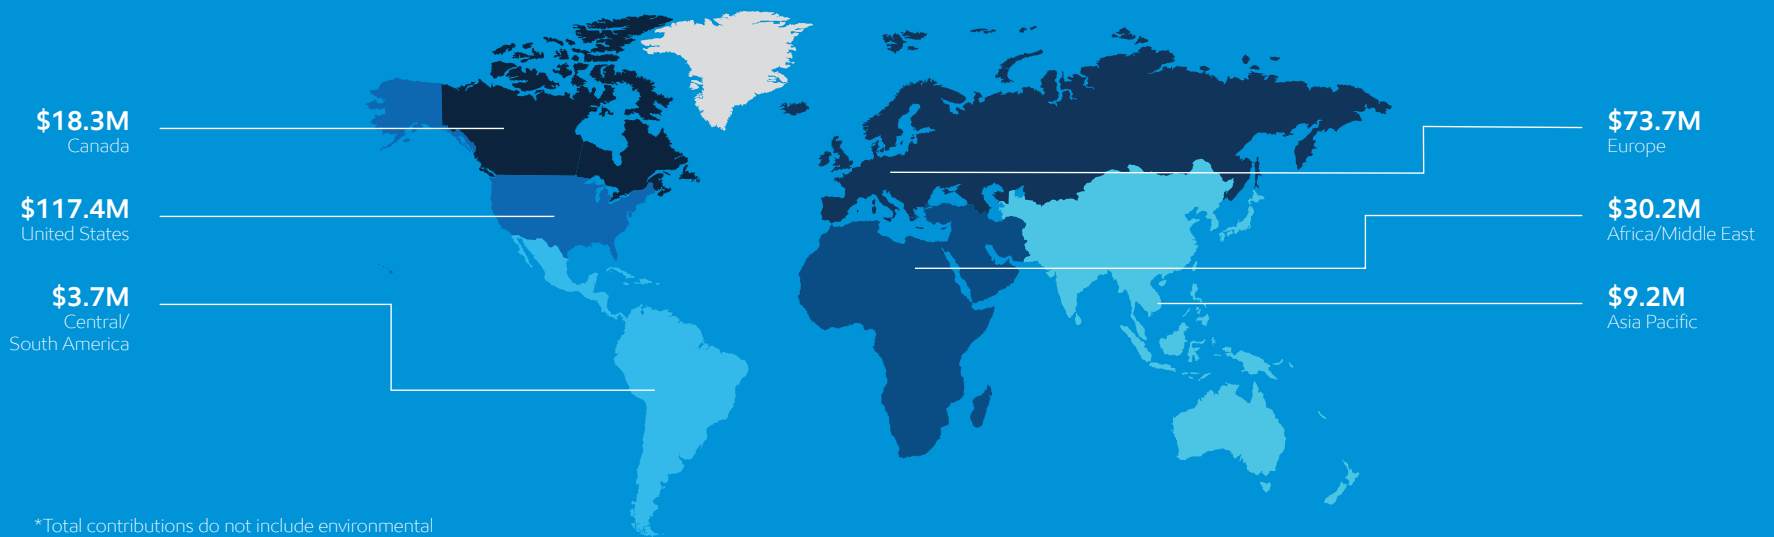 $18.3M
Canada
$117.4M
United States
$3.7M
Central/
South America
$73.7M
Europe
$30.2M
Africa/Middle East
$9.2M
Asia Pacific
*Total contributions do not include environmental